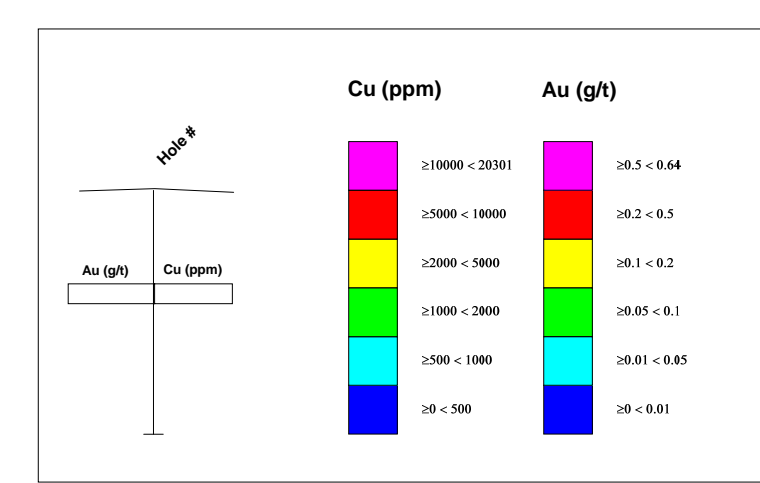 Cu (ppm)
Au (g/t)
Hole #
Au (g/t)
Cu (ppm)
≥10000 < 20301
≥5000 < 10000
≥2000 < 5000
≥1000 < 2000
≥500 < 1000
≥0 < 500
≥0.5 < 0.64
≥0.2 < 0.5
≥0.1 < 0.2
≥0.05 < 0.1
≥0.01 < 0.05
≥0 < 0.01